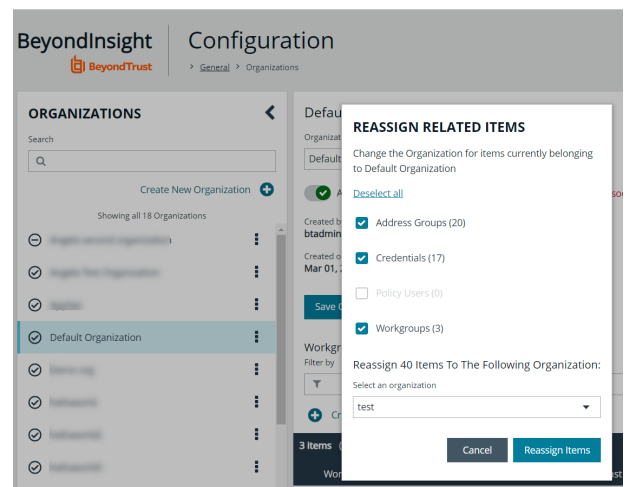 BeyondInsight
BeyondTrust
Configuration
> General > Organizations
ORGANIZATIONS
Search
Create New Organization
Showing all 18 Organizations
Default Organization
Defau
Organizat
Default
A
Created b
btadmin
Created o
Mar 01, 2
Save
Workgr
Filter by
Cr
3 Items (
Wor
REASSIGN RELATED ITEMS
Change the Organization for items currently belonging
to Default Organization
Deselect all
Address Groups (20)
Credentials (17)
Policy Users (0)
Workgroups (3)
Reassign 40 Items To The Following Organization:
Select an organization
test
Cancel
Reassign Items